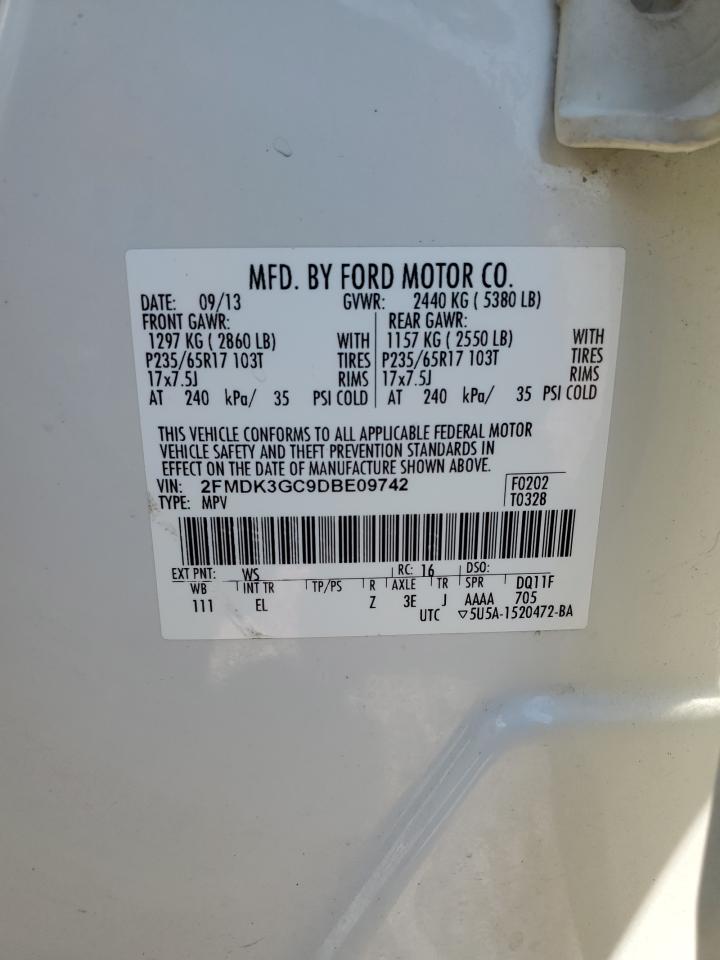 MFD. BY FORD MOTOR CO.
DATE: 09/13 GVWR: 2440 KG ( 5380 LB)
FRONT GAWR: REAR GAWR:
1297 KG ( 2860 LB) WITH 1157 KG ( 2550 LB) WITH
P235/65R17 103T TIRES P235/65R17 103T TIRES
17x7.5J RIMS 17x7.5J RIMS
AT 240 kPa/ 35 PSI COLD AT 240 kPa/ 35 PSI COLD
THIS VEHICLE CONFORMS TO ALL APPLICABLE FEDERAL MOTOR
VEHICLE SAFETY AND THEFT PREVENTION STANDARDS IN
EFFECT ON THE DATE OF MANUFACTURE SHOWN ABOVE.
VIN: 2FMDK3GC9DBE09742 F0202
TYPE: MPV T0328
EXT PNT: WS RC: 16 DSO:
WB INT TR TP/PS R AXLE TR SPR DQ11F
111 EL Z 3E J AAAA 705
UTC ▽5U5A-1520472-BA